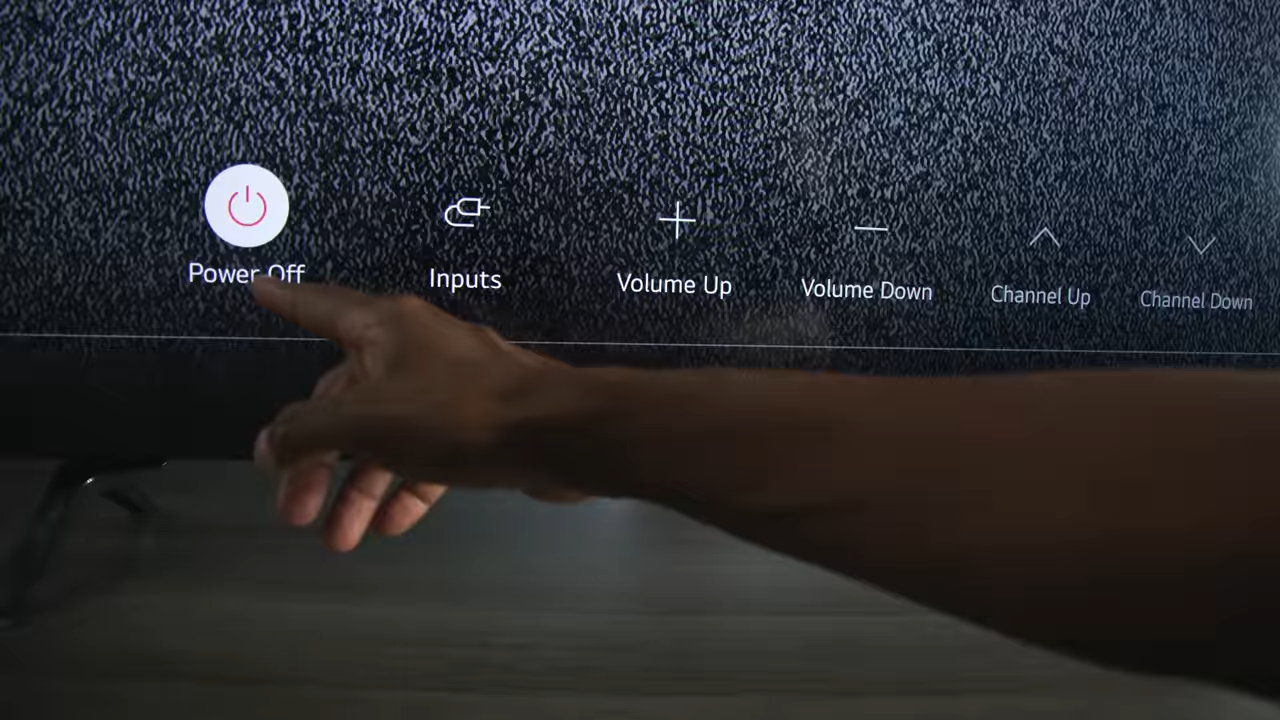 Power Off
Inputs
Volume Up
Volume Down
Channel Up
Channel Down